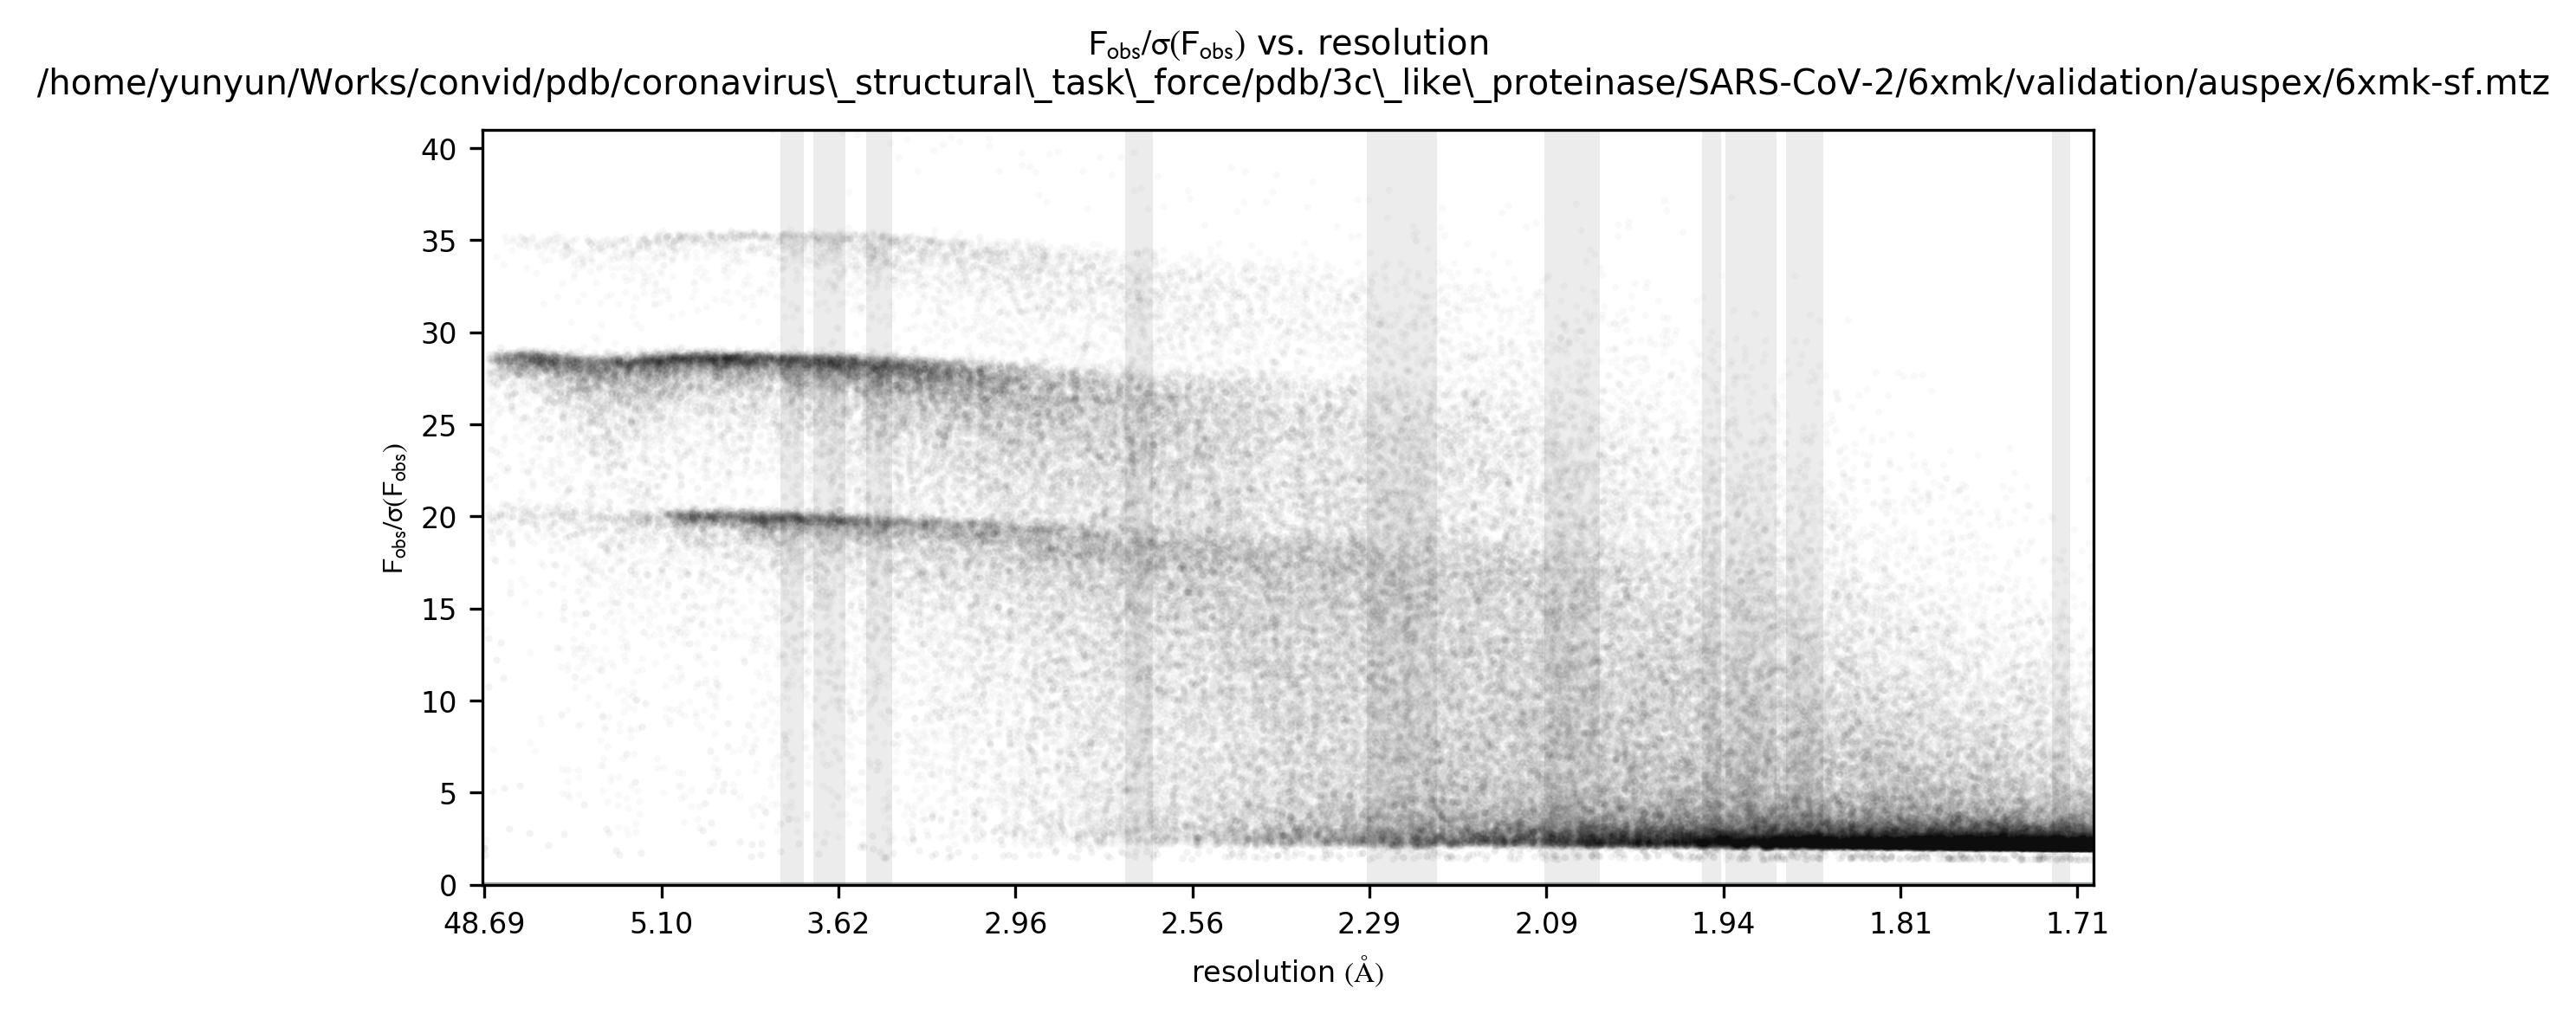 Fobs/σ(Fobs) vs. resolution
/home/yunyun/Works/convid/pdb/coronavirus\_structural\_task\_force/pdb/3c\_like\_proteinase/SARS-CoV-2/6xmk/validation/auspex/6xmk-sf.mtz
40
35
30
25
20
15
10
5
0
Fobs/σ(Fobs)
48.69 5.10 3.62 2.96 2.56 2.29 2.09 1.94 1.81 1.71
resolution (Å)